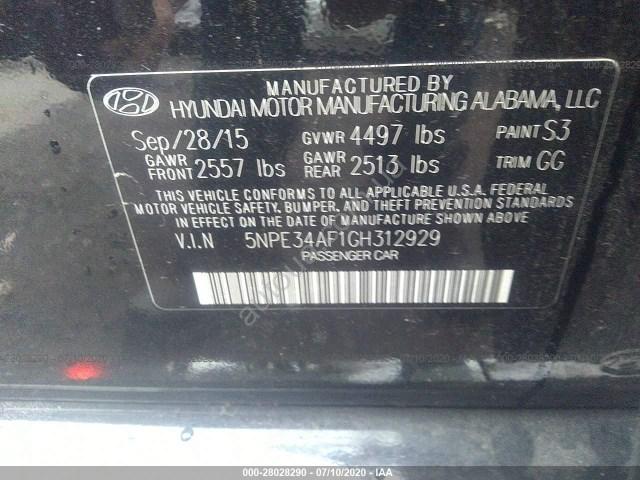 MANUFACTURED BY
HYUNDAI MOTOR MANUFACTURING ALABAMA, LLC
Sep/28/15 GVWR 4497 lbs PAINT S3
GAWR FRONT 2557 lbs GAWR REAR 2513 lbs TRIM GG
THIS VEHICLE CONFORMS TO ALL APPLICABLE U.S.A. FEDERAL
MOTOR VEHICLE SAFETY, BUMPER, AND THEFT PREVENTION STANDARDS
IN EFFECT ON THE DATE OF MANUFACTURE SHOWN ABOVE.
V.I.N 5NPE34AF1GH312929
PASSENGER CAR
000-28028290 - 07/10/2020 - IAA